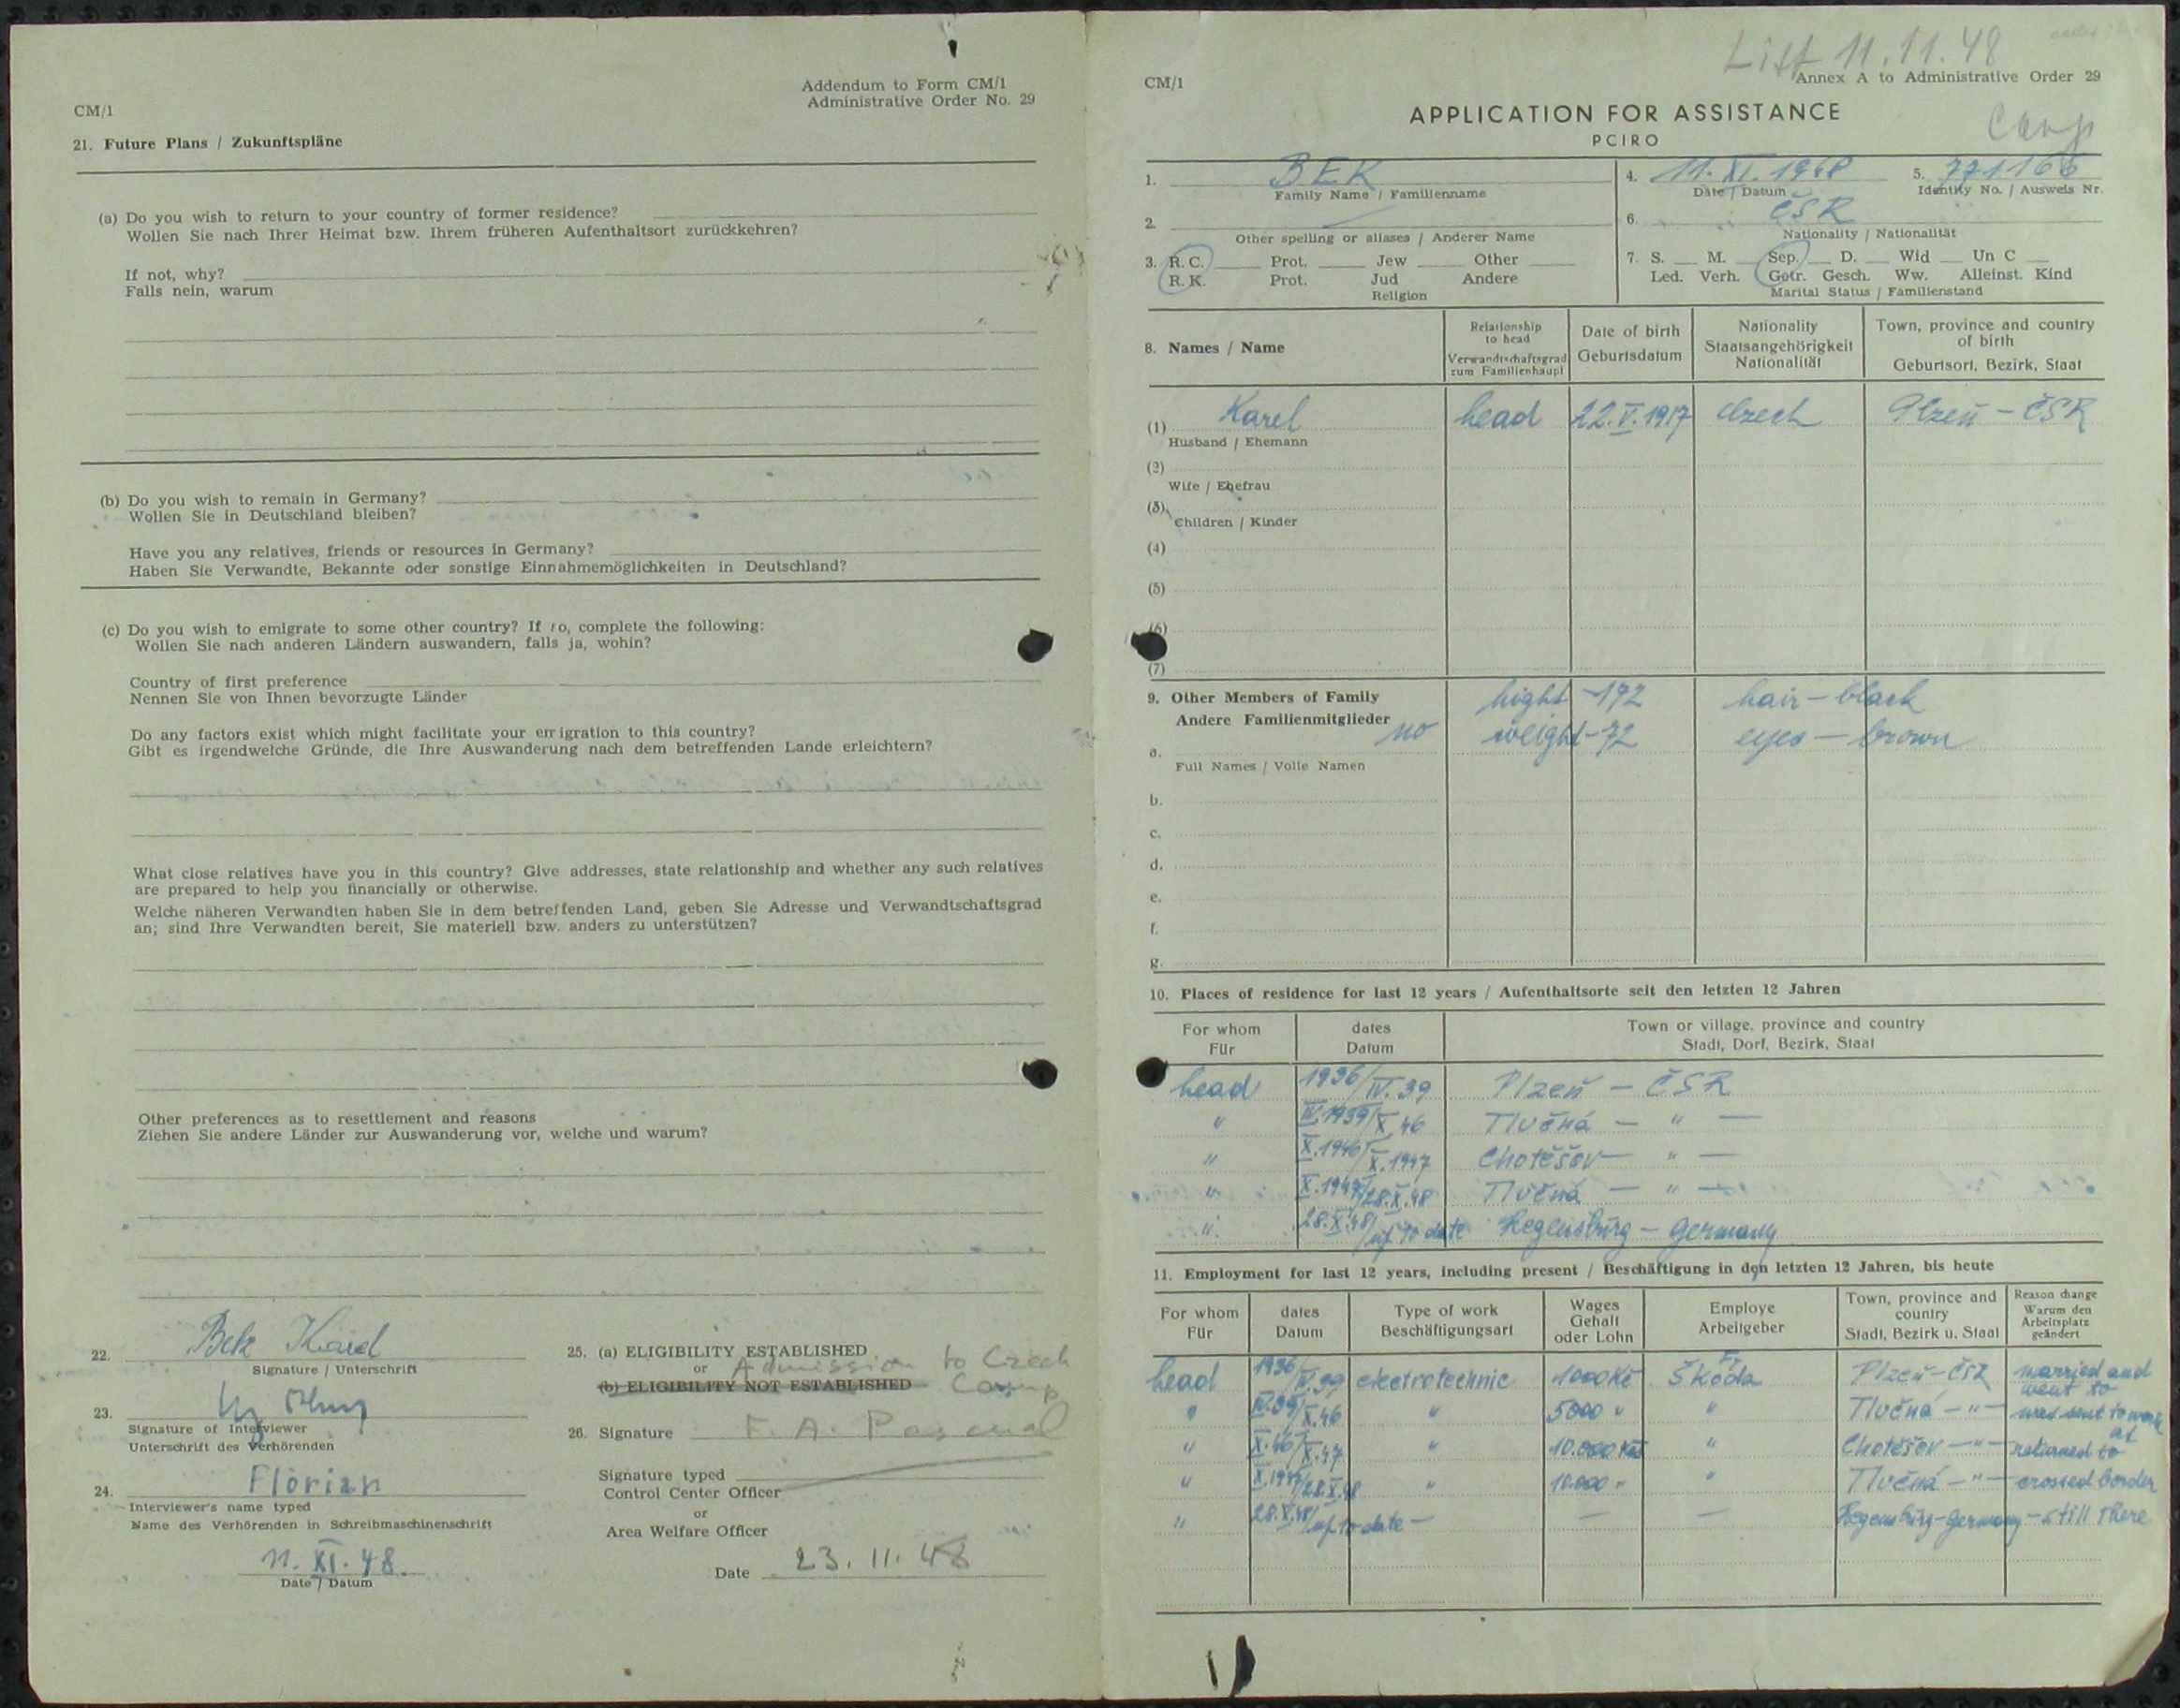 CM/1
Addendum to Form CM/1
Administrative Order No. 29
21. Future Plans / Zukunftspläne
(a) Do you wish to return to your country of former residence?
Wollen Sie nach Ihrer Heimat bzw. Ihrem früheren Aufenthaltsort zurückkehren?
If not, why?
Falls nein, warum
(b) Do you wish to remain in Germany?
Wollen Sie in Deutschland bleiben?
Have you any relatives, friends or resources in Germany?
Haben Sie Verwandte, Bekannte oder sonstige Einnahmemöglichkeiten in Deutschland?
(c) Do you wish to emigrate to some other country? If so, complete the following:
Wollen Sie nach anderen Ländern auswandern, falls ja, wohin?
Country of first preference
Nennen Sie von Ihnen bevorzugte Länder
Do any factors exist which might facilitate your emigration to this country?
Gibt es irgendwelche Gründe, die Ihre Auswanderung nach dem betreffenden Lande erleichtern?
What close relatives have you in this country? Give addresses, state relationship and whether any such relatives
are prepared to help you financially or otherwise.
Welche näheren Verwandten haben Sie in dem betreffenden Land, geben Sie Adresse und Verwandtschaftsgrad
an; sind Ihre Verwandten bereit, Sie materiell bzw. anders zu unterstützen?
Other preferences as to resettlement and reasons
Ziehen Sie andere Länder zur Auswanderung vor, welche und warum?
22. Bek Karel
Signature / Unterschrift
23.
Signature of Interviewer
Unterschrift des Verhörenden
24. Florian
Interviewer's name typed
Name des Verhörenden in Schreibmaschinenschrift
11. XI. 48.
Date / Datum
25. (a) ELIGIBILITY ESTABLISHED
or Admission to Czech
(b) ELIGIBILITY NOT ESTABLISHED Camp
26. Signature F. A. Pascual
Signature typed
Control Center Officer
or
Area Welfare Officer
Date 23. 11. 48
Lift 11.11.48
CM/1
Annex A to Administrative Order 29
APPLICATION FOR ASSISTANCE
Camp
PCIRO
1. BEK
Family Name / Familienname
4. 11. XI. 1948
Date / Datum
5. 771166
Identity No. / Ausweis Nr.
2.
Other spelling or aliases / Anderer Name
6. ČSR
Nationality / Nationalität
3. R. C. Prot. Jew Other
R. K. Prot. Jud Andere
Religion
7. S. M. Sep. D. Wid Un C
Led. Verh. Getr. Gesch. Ww. Alleinst. Kind
Marital Status / Familienstand
8. Names / Name
Relationship to head
Verwandtschaftsgrad zum Familienhaupt
Date of birth
Geburtsdatum
Nationality
Staatsangehörigkeit
Nationalität
Town, province and country of birth
Geburtsort, Bezirk, Staat
(1) Karel head 22.V.1917 Czech Plzeň - ČSR
Husband / Ehemann
(2)
Wife / Ehefrau
(3)
Children / Kinder
(4)
(5)
(6)
(7)
9. Other Members of Family
Andere Familienmitglieder no
hight - 172 hair - black
weight - 72 eyes - brown
a.
Full Names / Volle Namen
b.
c.
d.
e.
f.
g.
10. Places of residence for last 12 years / Aufenthaltsorte seit den letzten 12 Jahren
For whom
Für
dates
Datum
Town or village, province and country
Stadt, Dorf, Bezirk, Staat
head 1936/IV.39 Plzeň - ČSR
" IV.1939/X.46 Tlučná - " -
" X.1946/X.1947 Chotěšov - " -
" X.1947/28.X.48 Tlučná - " -
" 28.X.48/up to date Regensburg - Germany
11. Employment for last 12 years, including present / Beschäftigung in den letzten 12 Jahren, bis heute
For whom
Für
dates
Datum
Type of work
Beschäftigungsart
Wages
Gehalt
oder Lohn
Employe
Arbeitgeber
Town, province and country
Stadt, Bezirk u. Staat
Reason change
Warum den Arbeitsplatz geändert
head 1936/IV.39 electrotechnic 1000 Kč Fy Škoda Plzeň - ČSR married and went to
" IV.39/X.46 " 5000 " " Tlučná - " - was sent to work at
" X.46/X.47 " 10.000 Kčs " Chotěšov - " - returned to
" X.1947/28.X.48 " 10.000 " " Tlučná - " - crossed border
" 28.X.48/up to date - - - Regensburg - Germany - still there